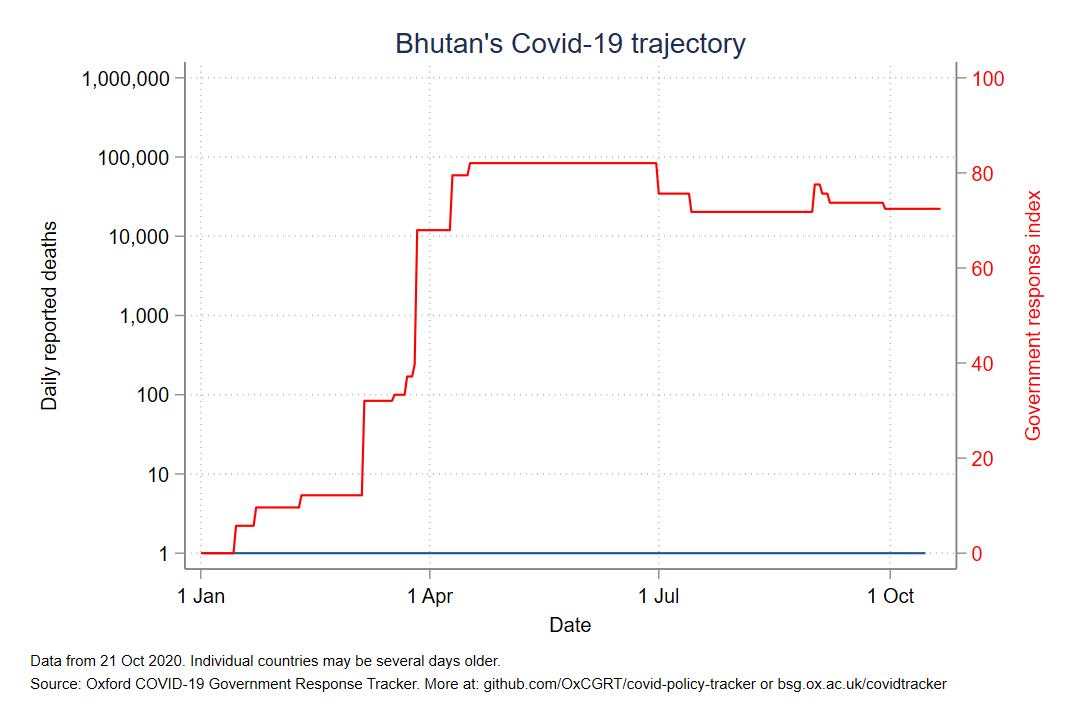 Bhutan's Covid-19 trajectory
1,000,000
100,000
10,000
1,000
100
10
1
Daily reported deaths
100
80
60
40
20
0
Government response index
1 Jan
1 Apr
1 Jul
1 Oct
Date
Data from 21 Oct 2020. Individual countries may be several days older.
Source: Oxford COVID-19 Government Response Tracker. More at: github.com/OxCGRT/covid-policy-tracker or bsg.ox.ac.uk/covidtracker